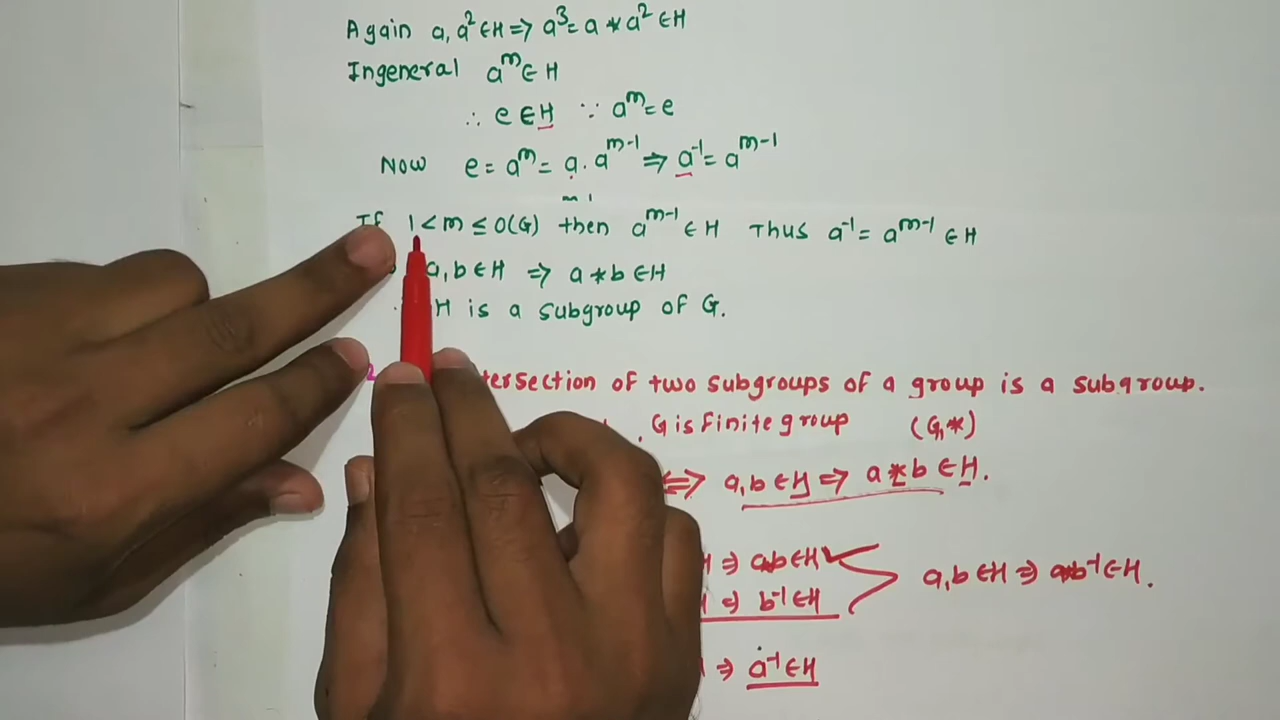 Again a, a² ∈ H ⇒ a³ = a * a² ∈ H
Ingeneral aᵐ ∈ H
∴ e ∈ H ∵ aᵐ = e
Now e = aᵐ = a . aᵐ⁻¹ ⇒ a⁻¹ = aᵐ⁻¹
If 1 < m ≤ O(G) then aᵐ⁻¹ ∈ H Thus a⁻¹ = aᵐ⁻¹ ∈ H
a, b ∈ H ⇒ a * b ∈ H
H is a subgroup of G.
tersection of two subgroups of a group is a subgroup.
G is finite group (G, *)
⇔ a, b ∈ H ⇒ a * b ∈ H.
H ⇒ a*b ∈ H
a, b ∈ H ⇒ a*b⁻¹ ∈ H.
H ⇒ b⁻¹ ∈ H
⇒ a⁻¹ ∈ H